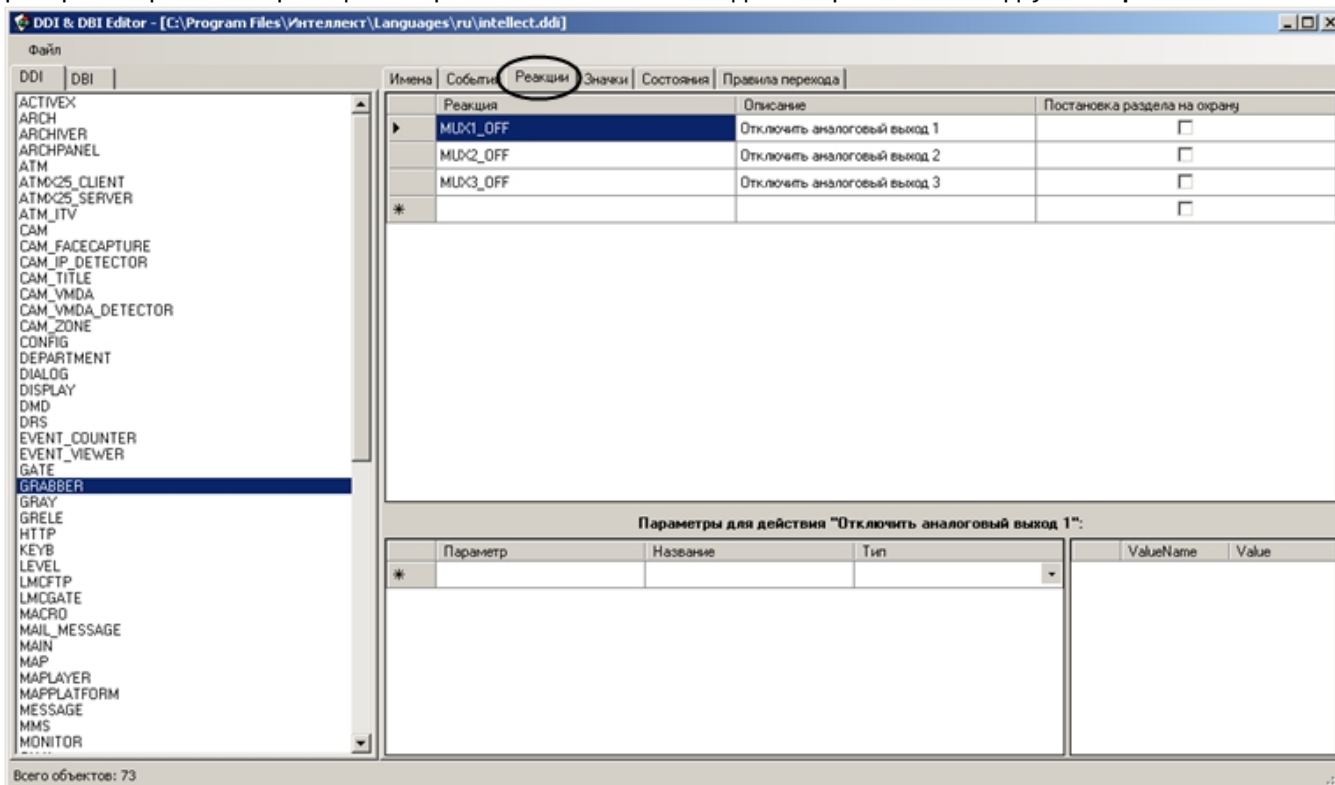 DDI & DBI Editor - [C:\Program Files\Интеллект\Languages\ru\intellect.ddi]
Файл
DDI DBI
Имена События Реакции Значки Состояния Правила перехода
ACTIVEX
ARCH
ARCHIVER
ARCHPANEL
ATM
ATMX25_CLIENT
ATMX25_SERVER
ATM_ITV
CAM
CAM_FACECAPTURE
CAM_IP_DETECTOR
CAM_TITLE
CAM_VMDA
CAM_VMDA_DETECTOR
CAM_ZONE
CONFIG
DEPARTMENT
DIALOG
DISPLAY
DMD
DRS
EVENT_COUNTER
EVENT_VIEWER
GATE
GRABBER
GRAY
GRELE
HTTP
KEYB
LEVEL
LMCFTP
LMCGATE
MACRO
MAIL_MESSAGE
MAIN
MAP
MAPLAYER
MAPPLATFORM
MESSAGE
MMS
MONITOR
Реакция Описание Постановка раздела на охрану
MUX1_OFF Отключить аналоговый выход 1
MUX2_OFF Отключить аналоговый выход 2
MUX3_OFF Отключить аналоговый выход 3
Параметры для действия "Отключить аналоговый выход 1":
Параметр Название Тип ValueName Value
Всего объектов: 73